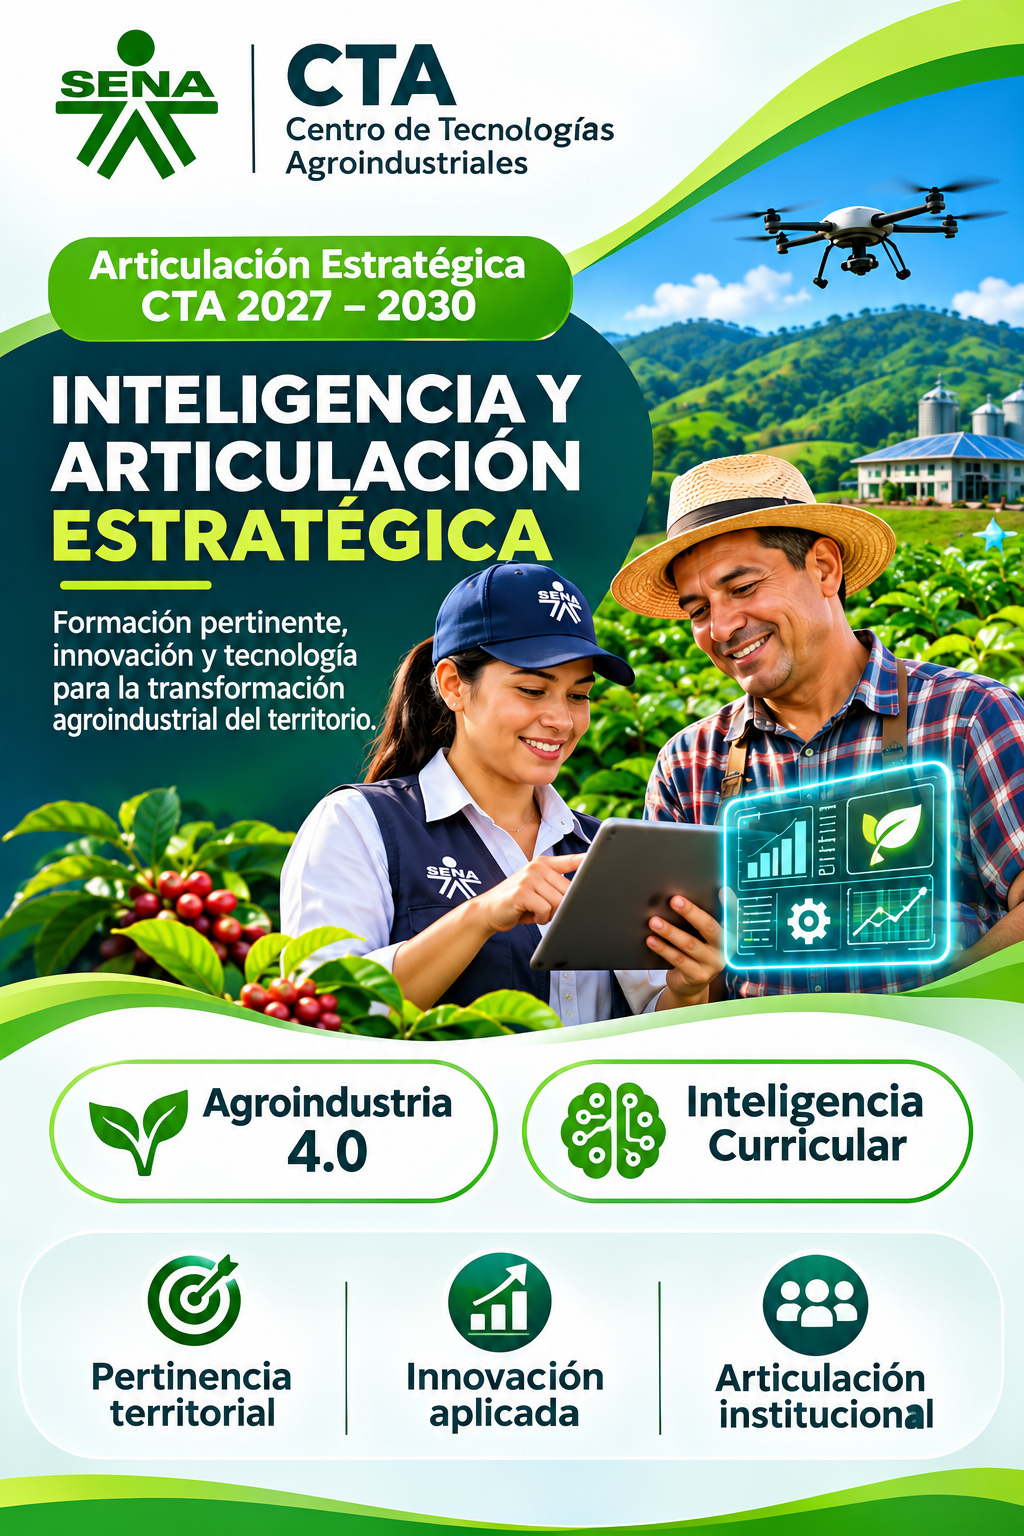 SENA
CTA
Centro de Tecnologías
Agroindustriales
Articulación Estratégica
CTA 2027 – 2030
INTELIGENCIA Y
ARTICULACIÓN
ESTRATÉGICA
Formación pertinente,
innovación y tecnología
para la transformación
agroindustrial del territorio.
SENA
SENA
Agroindustria
4.0
Inteligencia
Curricular
Pertinencia
territorial
Innovación
aplicada
Articulación
institucional